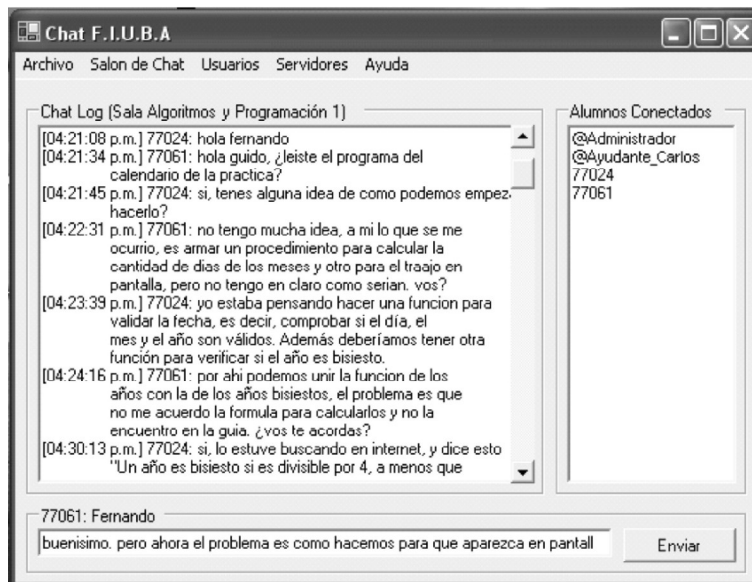 Chat F.I.U.B.A
Archivo Salon de Chat Usuarios Servidores Ayuda
Chat Log (Sala Algoritmos y Programación 1)
[04:21:08 p.m.] 77024: hola fernando
[04:21:34 p.m.] 77061: hola guido, ¿leiste el programa del
calendario de la practica?
[04:21:45 p.m.] 77024: si, tenes alguna idea de como podemos empez
hacerlo?
[04:22:31 p.m.] 77061: no tengo mucha idea, a mi lo que se me
ocurrio, es armar un procedimiento para calcular la
cantidad de dias de los meses y otro para el traajo en
pantalla, pero no tengo en claro como serian. vos?
[04:23:39 p.m.] 77024: yo estaba pensando hacer una funcion para
validar la fecha, es decir, comprobar si el día, el
mes y el año son válidos. Además deberíamos tener otra
función para verificar si el año es bisiesto.
[04:24:16 p.m.] 77061: por ahi podemos unir la funcion de los
años con la de los años bisiestos, el problema es que
no me acuerdo la formula para calcularlos y no la
encuentro en la guia. ¿vos te acordas?
[04:30:13 p.m.] 77024: si, lo estuve buscando en internet, y dice esto
"Un año es bisiesto si es divisible por 4, a menos que
Alumnos Conectados
@Administrador
@Ayudante_Carlos
77024
77061
77061: Fernando
buenisimo. pero ahora el problema es como hacemos para que aparezca en pantall
Enviar